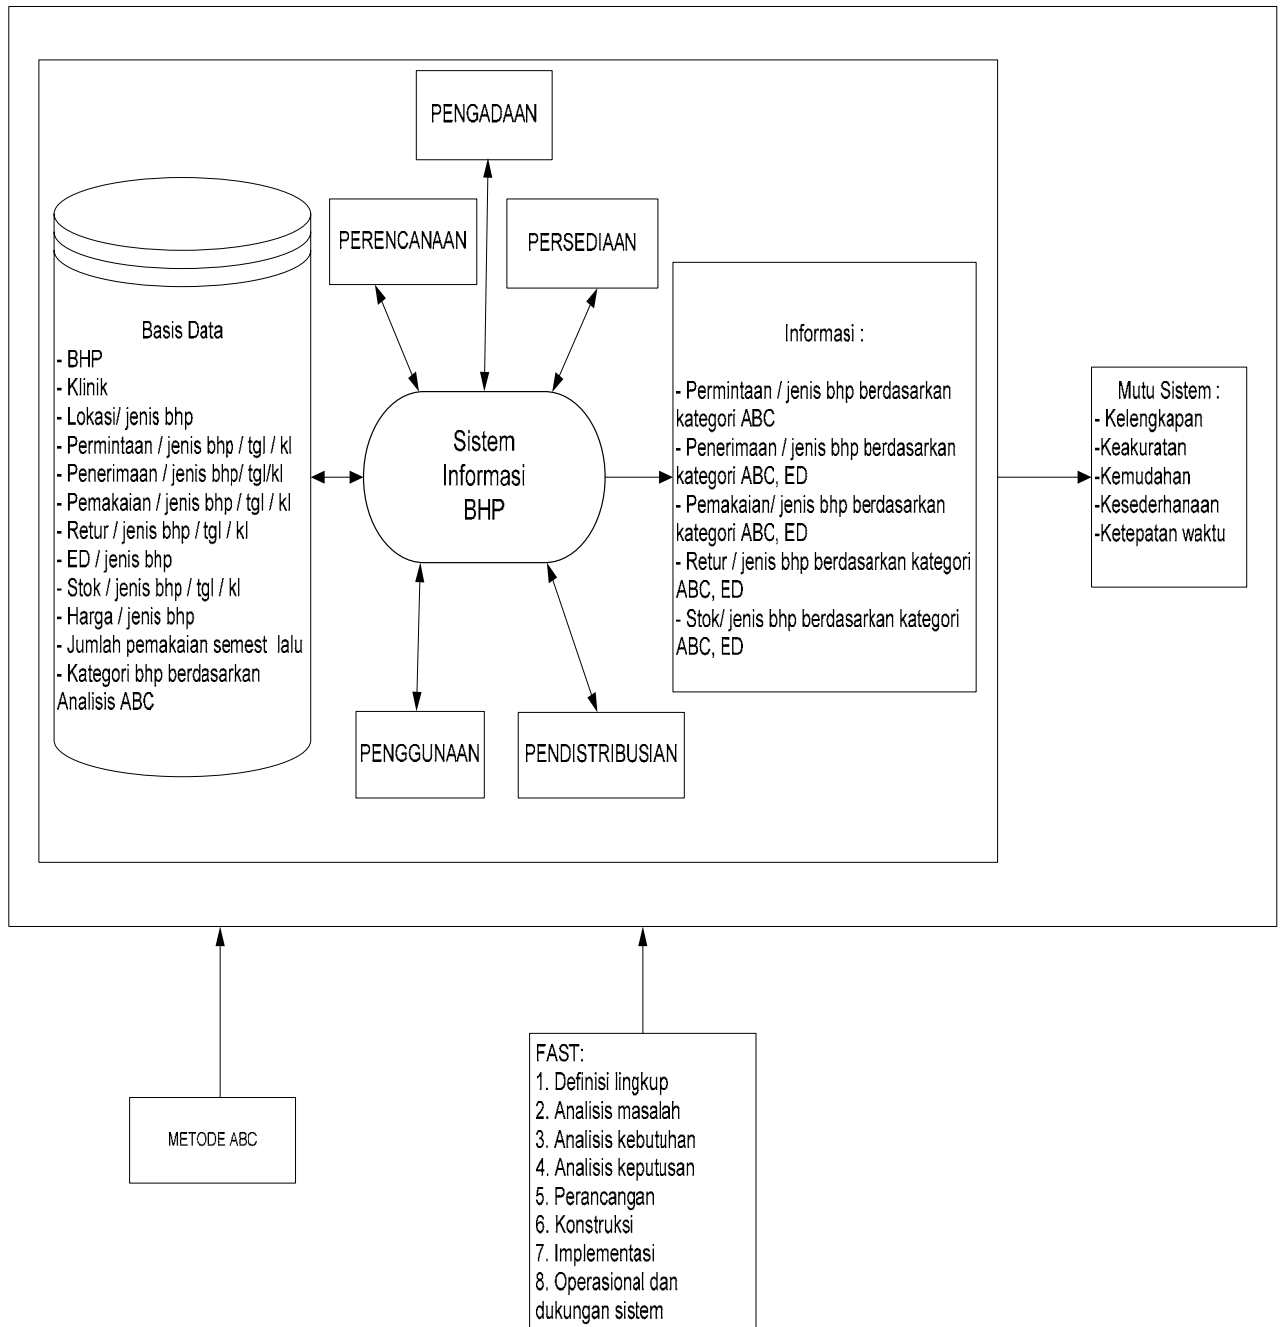 PENGADAAN
PERENCANAAN
PERSEDIAAN
Basis Data
- BHP
- Klinik
- Lokasi/ jenis bhp
- Permintaan / jenis bhp / tgl / kl
- Penerimaan / jenis bhp/ tgl/kl
- Pemakaian / jenis bhp / tgl / kl
- Retur / jenis bhp / tgl / kl
- ED / jenis bhp
- Stok / jenis bhp / tgl / kl
- Harga / jenis bhp
- Jumlah pemakaian semest lalu
- Kategori bhp berdasarkan
Analisis ABC
Sistem
Informasi
BHP
Informasi :
- Permintaan / jenis bhp berdasarkan
kategori ABC
- Penerimaan / jenis bhp berdasarkan
kategori ABC, ED
- Pemakaian/ jenis bhp berdasarkan
kategori ABC, ED
- Retur / jenis bhp berdasarkan kategori
ABC, ED
- Stok/ jenis bhp berdasarkan kategori
ABC, ED
Mutu Sistem :
- Kelengkapan
-Keakuratan
-Kemudahan
-Kesederhanaan
-Ketepatan waktu
PENGGUNAAN
PENDISTRIBUSIAN
METODE ABC
FAST:
1. Definisi lingkup
2. Analisis masalah
3. Analisis kebutuhan
4. Analisis keputusan
5. Perancangan
6. Konstruksi
7. Implementasi
8. Operasional dan
dukungan sistem